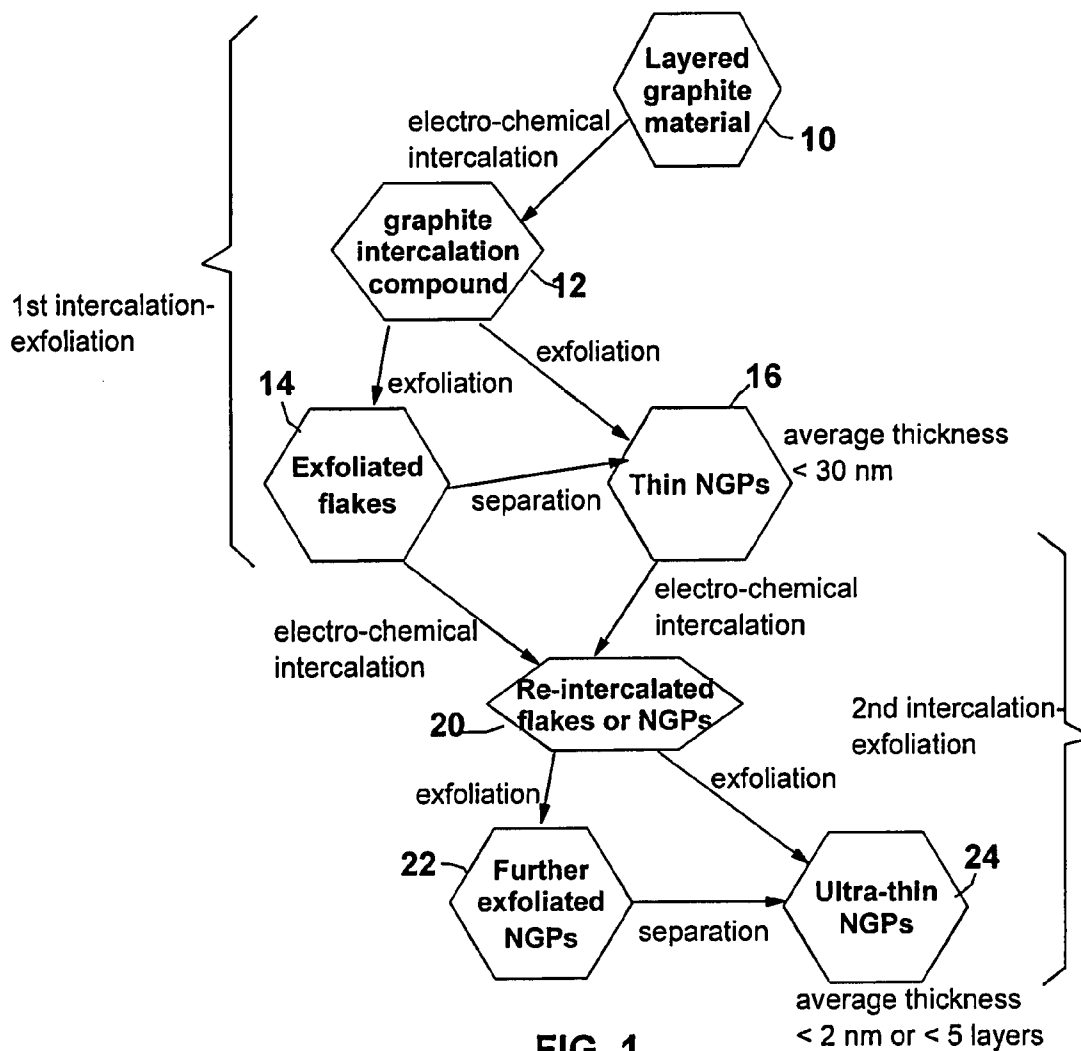 Layered
graphite
material
10
electro-chemical
intercalation
graphite
intercalation
compound
12
1st intercalation-
exfoliation
exfoliation
exfoliation
14
16
Exfoliated
flakes
separation
Thin NGPs
average thickness
< 30 nm
electro-chemical
intercalation
electro-chemical
intercalation
Re-intercalated
flakes or NGPs
20
2nd intercalation-
exfoliation
exfoliation
exfoliation
22
Further
exfoliated
NGPs
separation
24
Ultra-thin
NGPs
average thickness
< 2 nm or < 5 layers
FIG. 1